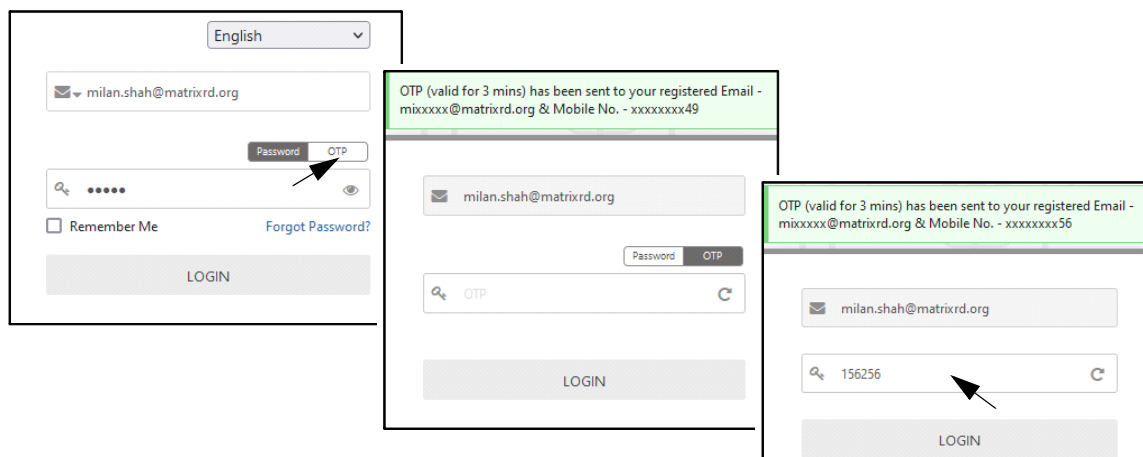 English
milan.shah@matrixrd.org
Password OTP
•••••
Remember Me Forgot Password?
LOGIN
OTP (valid for 3 mins) has been sent to your registered Email -
mixxxxx@matrixrd.org & Mobile No. - xxxxxxxx49
milan.shah@matrixrd.org
Password OTP
OTP
LOGIN
OTP (valid for 3 mins) has been sent to your registered Email -
mixxxxx@matrixrd.org & Mobile No. - xxxxxxxx56
milan.shah@matrixrd.org
156256
LOGIN